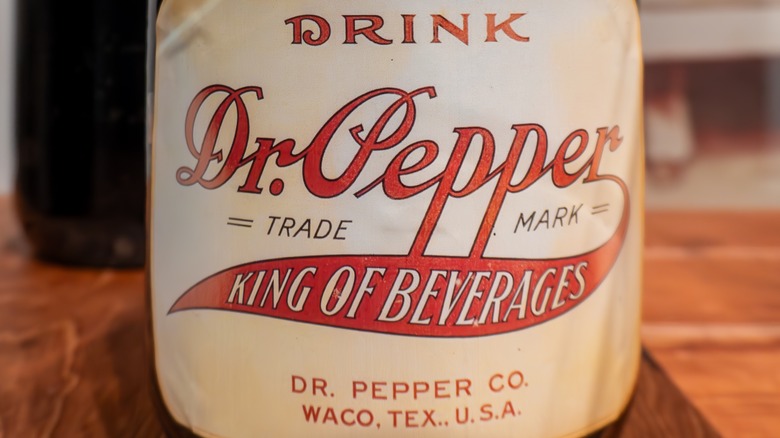 DRINK
Dr. Pepper
= TRADE MARK =
KING OF BEVERAGES
DR. PEPPER CO.
WACO, TEX., U.S.A.